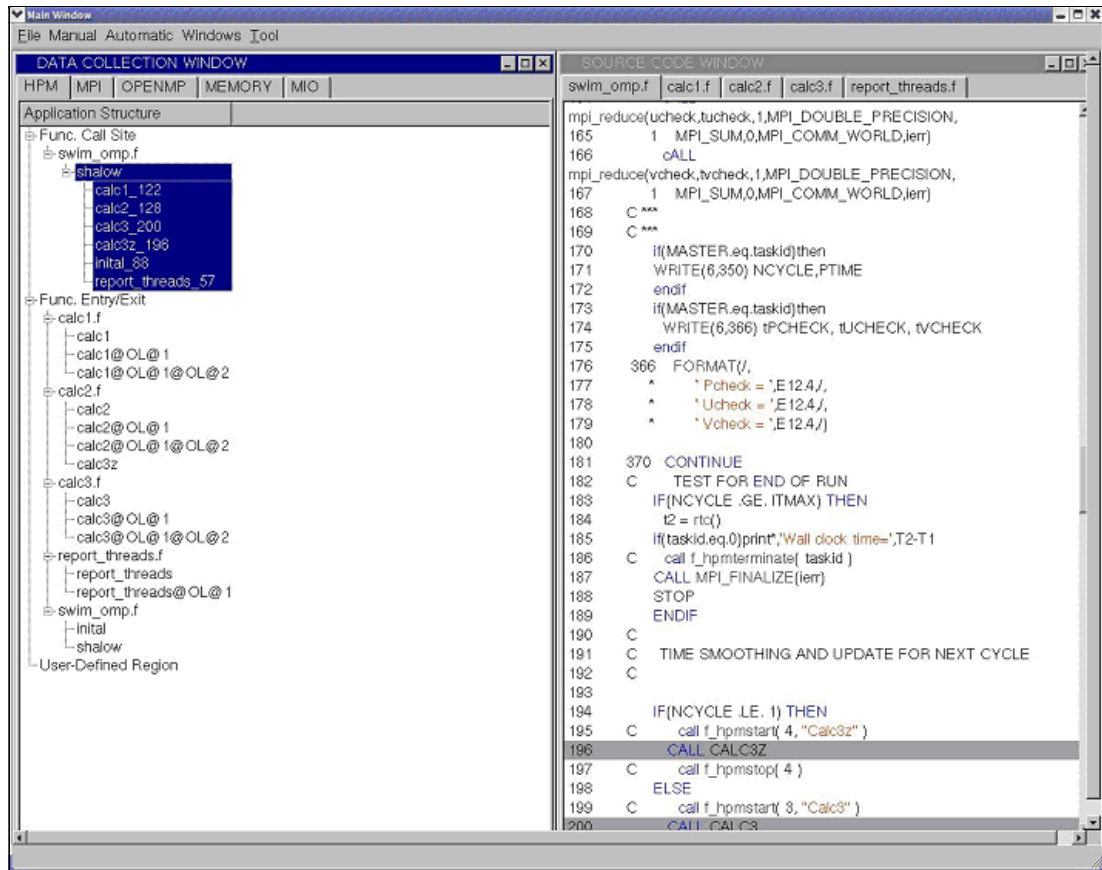 Main Window
File Manual Automatic Windows Tool
DATA COLLECTION WINDOW
HPM MPI OPENMP MEMORY MIO
Application Structure
Func. Call Site
swim_omp.f
shalow
calc1_122
calc2_128
calc3_200
calc3z_196
inital_88
report_threads_57
Func. Entry/Exit
calc1.f
calc1
calc1@OL@1
calc1@OL@1@OL@2
calc2.f
calc2
calc2@OL@1
calc2@OL@1@OL@2
calc3z
calc3.f
calc3
calc3@OL@1
calc3@OL@1@OL@2
report_threads.f
report_threads
report_threads@OL@1
swim_omp.f
inital
shalow
User-Defined Region
SOURCE CODE WINDOW
swim_omp.f calc1.f calc2.f calc3.f report_threads.f
mpi_reduce(ucheck,tucheck,1,MPI_DOUBLE_PRECISION,
165 1 MPI_SUM,0,MPI_COMM_WORLD,ierr)
166 cALL
mpi_reduce(vcheck,tvcheck,1,MPI_DOUBLE_PRECISION,
167 1 MPI_SUM,0,MPI_COMM_WORLD,ierr)
168 C ***
169 C ***
170 if(MASTER.eq.taskid)then
171 WRITE(6,350) NCYCLE,PTIME
172 endif
173 if(MASTER.eq.taskid)then
174 WRITE(6,366) tPCHECK, tUCHECK, tVCHECK
175 endif
176 366 FORMAT(/,
177 * ' Pcheck = ',E12.4,/,
178 * ' Ucheck = ',E12.4,/,
179 * ' Vcheck = ',E12.4,/)
180
181 370 CONTINUE
182 C TEST FOR END OF RUN
183 IF(NCYCLE .GE. ITMAX) THEN
184 t2 = rtc()
185 if(taskid.eq.0)print*,'Wall clock time=',T2-T1
186 C call f_hpmterminate( taskid )
187 CALL MPI_FINALIZE(ierr)
188 STOP
189 ENDIF
190 C
191 C TIME SMOOTHING AND UPDATE FOR NEXT CYCLE
192 C
193
194 IF(NCYCLE .LE. 1) THEN
195 C call f_hpmstart( 4, "Calc3z" )
196 CALL CALC3Z
197 C call f_hpmstop( 4 )
198 ELSE
199 C call f_hpmstart( 3, "Calc3" )
200 CALL CALC3